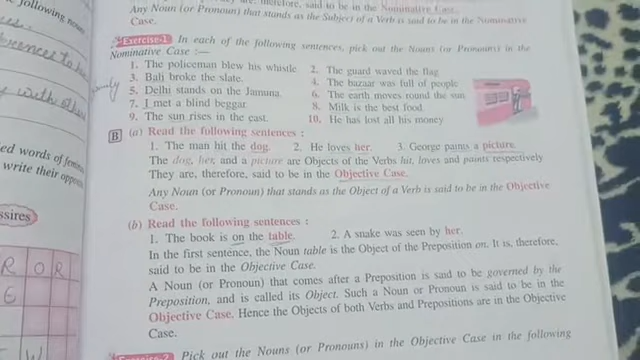 following nouns
said to be in the Nominative Case.
Any Noun (or Pronoun) that stands as the Subject of a Verb is said to be in the Nominative
Case.
Exercise-1 In each of the following sentences, pick out the Nouns (or Pronouns) in the
Nominative Case :—
1. The policeman blew his whistle 2. The guard waved the flag
3. Bali broke the slate. 4. The bazaar was full of people
5. Delhi stands on the Jamuna. 6. The earth moves round the sun
7. I met a blind beggar. 8. Milk is the best food
9. The sun rises in the east. 10. He has lost all his money
B (a) Read the following sentences :
1. The man hit the dog. 2. He loves her. 3. George paints a picture.
The dog, her, and a picture are Objects of the Verbs hit, loves and paints respectively
They are, therefore, said to be in the Objective Case.
Any Noun (or Pronoun) that stands as the Object of a Verb is said to be in the Objective
Case.
(b) Read the following sentences :
1. The book is on the table. 2. A snake was seen by her.
In the first sentence, the Noun table is the Object of the Preposition on. It is, therefore,
said to be in the Objective Case.
A Noun (or Pronoun) that comes after a Preposition is said to be governed by the
Preposition, and is called its Object. Such a Noun or Pronoun is said to be in the
Objective Case. Hence the Objects of both Verbs and Prepositions are in the Objective
Case.
Exercise-2 Pick out the Nouns (or Pronouns) in the Objective Case in the following
with
ed words of
write their
R O R
G
W